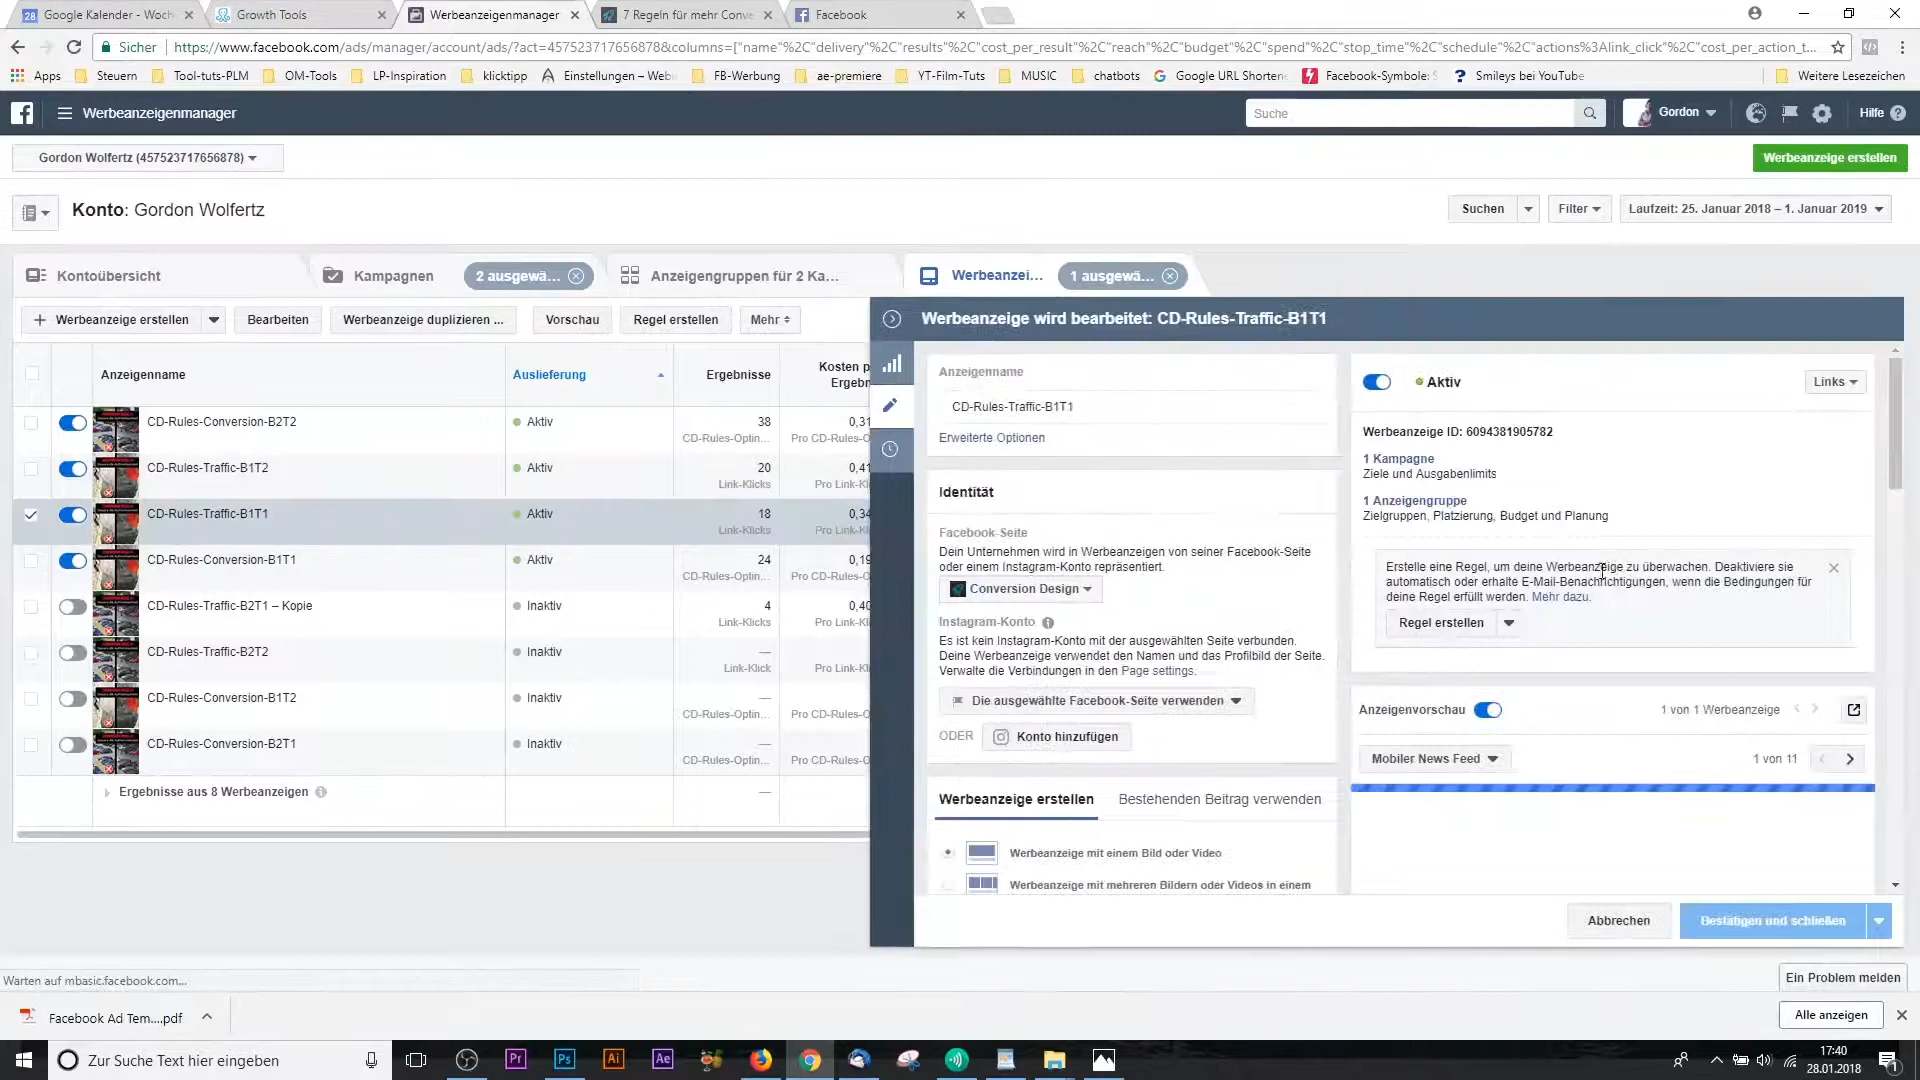 Google Kalender - Woch
Growth Tools
Werbeanzeigenmanager
7 Regeln für mehr Conve
Facebook
Sicher
https://www.facebook.com/ads/manager/account/ads/?act=457523717656878&columns=["name"%2C"delivery"%2C"results"%2C"cost_per_result"%2C"reach"%2C"budget"%2C"spend"%2C"stop_time"%2C"schedule"%2C"actions%3Alink_click"%2C"cost_per_action_t...
Apps
Steuern
Tool-tuts-PLM
OM-Tools
LP-Inspiration
klicktipp
Einstellungen – Web
FB-Werbung
ae-premiere
YT-Film-Tuts
MUSIC
chatbots
Google URL Shorten
Facebook-Symbole:
Smileys bei YouTube
Weitere Lesezeichen
Werbeanzeigenmanager
Suche
Gordon
Hilfe
Gordon Wolfertz (457523717656878)
Werbeanzeige erstellen
Konto: Gordon Wolfertz
Suchen
Filter
Laufzeit: 25. Januar 2018 – 1. Januar 2019
Kontoübersicht
Kampagnen
2 ausgewä...
Anzeigengruppen für 2 Ka...
Werbeanzei...
1 ausgewä...
+ Werbeanzeige erstellen
Bearbeiten
Werbeanzeige duplizieren ...
Vorschau
Regel erstellen
Mehr
Anzeigenname
Auslieferung
Ergebnisse
Kosten p
Ergebn
CD-Rules-Conversion-B2T2
Aktiv
38
0,31
CD-Rules-Optin...
Pro CD-Rules-O
CD-Rules-Traffic-B1T2
Aktiv
20
0,41
Link-Klicks
Pro Link-Klic
CD-Rules-Traffic-B1T1
Aktiv
18
0,34
Link-Klicks
Pro Link-Klic
CD-Rules-Conversion-B1T1
Aktiv
24
0,19
CD-Rules-Optin...
Pro CD-Rules-O
CD-Rules-Traffic-B2T1 – Kopie
Inaktiv
4
0,40
Link-Klicks
Pro Link-Klic
CD-Rules-Traffic-B2T2
Inaktiv
—
Link-Klick
Pro Link-Klic
CD-Rules-Conversion-B1T2
Inaktiv
—
CD-Rules-Optin...
Pro CD-Rules-O
CD-Rules-Conversion-B2T1
Inaktiv
—
CD-Rules-Optin...
Pro CD-Rules-O
Ergebnisse aus 8 Werbeanzeigen
—
Werbeanzeige wird bearbeitet: CD-Rules-Traffic-B1T1
Anzeigenname
CD-Rules-Traffic-B1T1
Erweiterte Optionen
Identität
Facebook-Seite
Dein Unternehmen wird in Werbeanzeigen von seiner Facebook-Seite
oder einem Instagram-Konto repräsentiert.
Conversion Design
Instagram-Konto
Es ist kein Instagram-Konto mit der ausgewählten Seite verbunden.
Deine Werbeanzeige verwendet den Namen und das Profilbild der Seite.
Verwalte die Verbindungen in den Page settings.
Die ausgewählte Facebook-Seite verwenden
ODER
Konto hinzufügen
Werbeanzeige erstellen
Bestehenden Beitrag verwenden
Werbeanzeige mit einem Bild oder Video
Werbeanzeige mit mehreren Bildern oder Videos in einem
Aktiv
Links
Werbeanzeige ID: 6094381905782
1 Kampagne
Ziele und Ausgabenlimits
1 Anzeigengruppe
Zielgruppen, Platzierung, Budget und Planung
Erstelle eine Regel, um deine Werbeanzeige zu überwachen. Deaktiviere sie
automatisch oder erhalte E-Mail-Benachrichtigungen, wenn die Bedingungen für
deine Regel erfüllt werden. Mehr dazu.
Regel erstellen
Anzeigenvorschau
1 von 1 Werbeanzeige
Mobiler News Feed
1 von 11
Abbrechen
Bestätigen und schließen
Warten auf mbasic.facebook.com...
Ein Problem melden
Facebook Ad Tem....pdf
Alle anzeigen
Zur Suche Text hier eingeben
17:40
28.01.2018